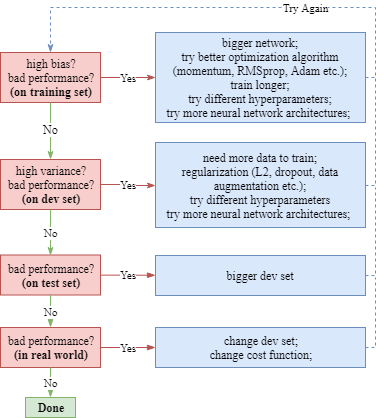 Try Again
high bias?
bad performance?
(on training set)
Yes
bigger network;
try better optimization algorithm
(momentum, RMSprop, Adam etc.);
train longer;
try different hyperparameters;
try more neural network architectures;
No
high variance?
bad performance?
(on dev set)
Yes
need more data to train;
regularization (L2, dropout, data
augmentation etc.);
try different hyperparameters
try more neural network architectures;
No
bad performance?
(on test set)
Yes
bigger dev set
No
bad performance?
(in real world)
Yes
change dev set;
change cost function;
No
Done